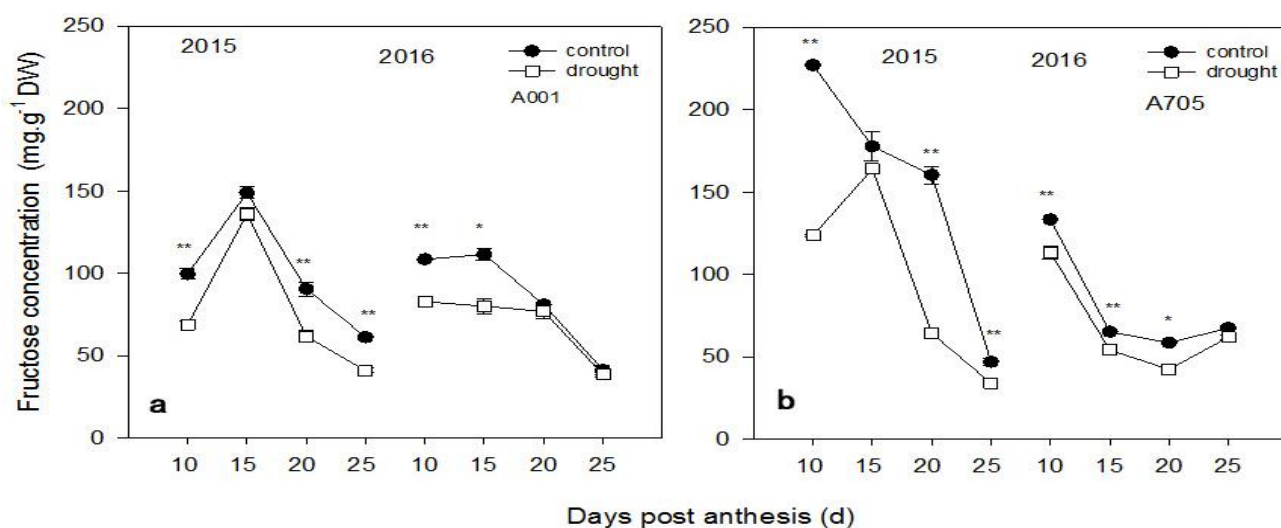 Fructose concentration (mg.g⁻¹ DW)
250
200
150
100
50
0
2015
2016
control
drought
A001
**
**
**
**
*
a
10 15 20 25 10 15 20 25
250
200
150
100
50
0
2015
2016
control
drought
A705
**
**
**
**
**
*
b
10 15 20 25 10 15 20 25
Days post anthesis (d)